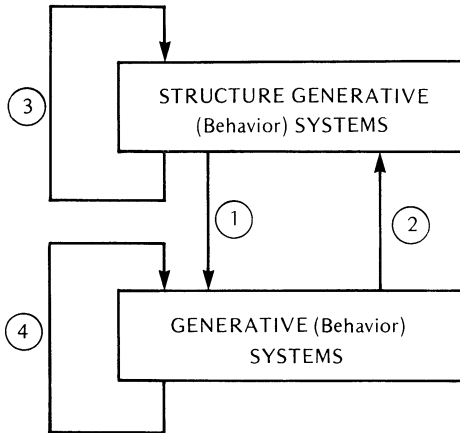 3
STRUCTURE GENERATIVE
(Behavior) SYSTEMS
1
2
4
GENERATIVE (Behavior)
SYSTEMS